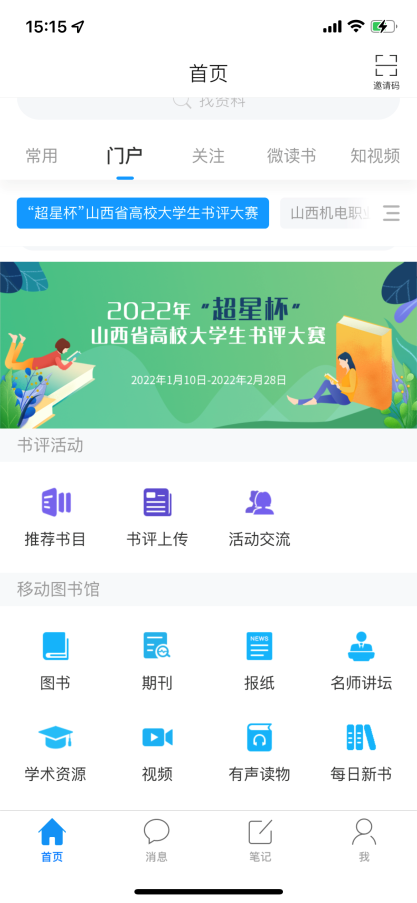 15:15
首页
邀请码
找资料
常用
门户
关注
微读书
知视频
“超星杯”山西省高校大学生书评大赛
山西机电职业
2022年“超星杯”
山西省高校大学生书评大赛
2022年1月10日-2022年2月28日
书评活动
推荐书目
书评上传
活动交流
移动图书馆
NEWS
图书
期刊
报纸
名师讲坛
学术资源
视频
有声读物
每日新书
首页
消息
笔记
我